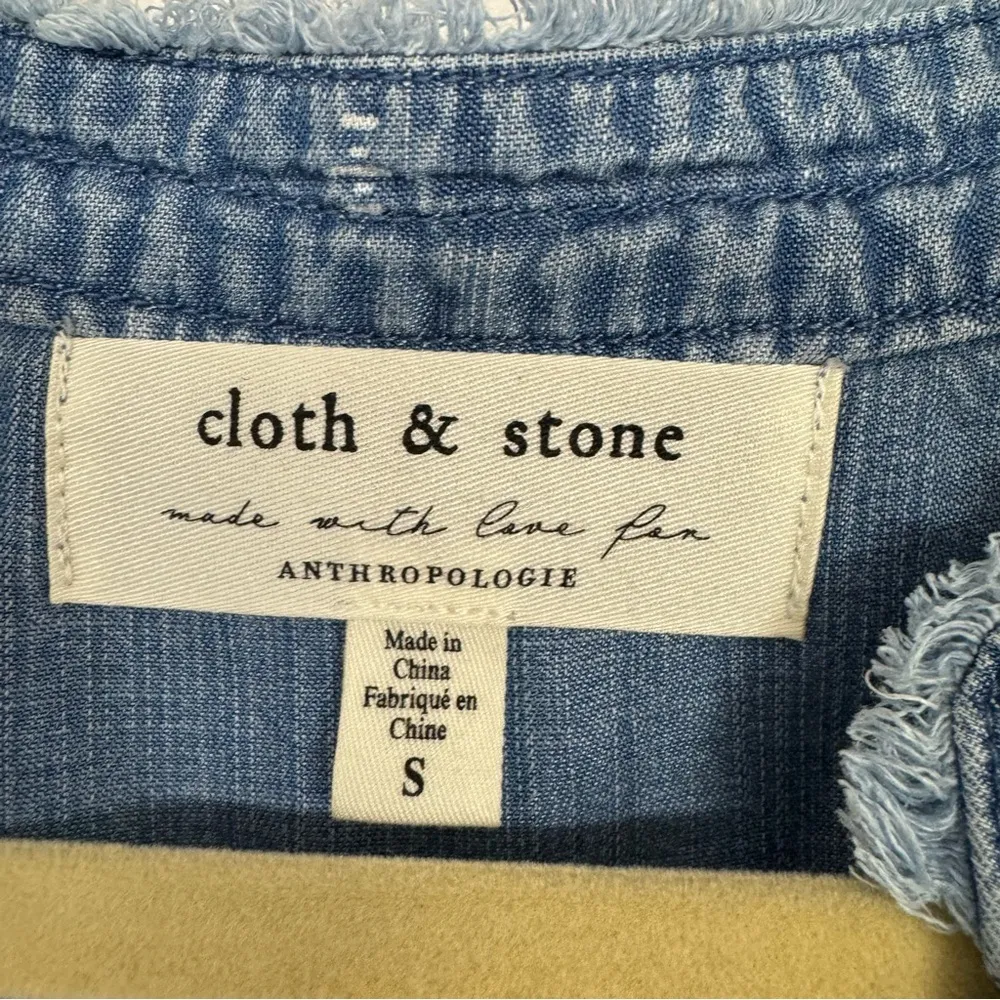 cloth & stone
made with love for
ANTHROPOLOGIE
Made in
China
Fabriqué en
Chine
S